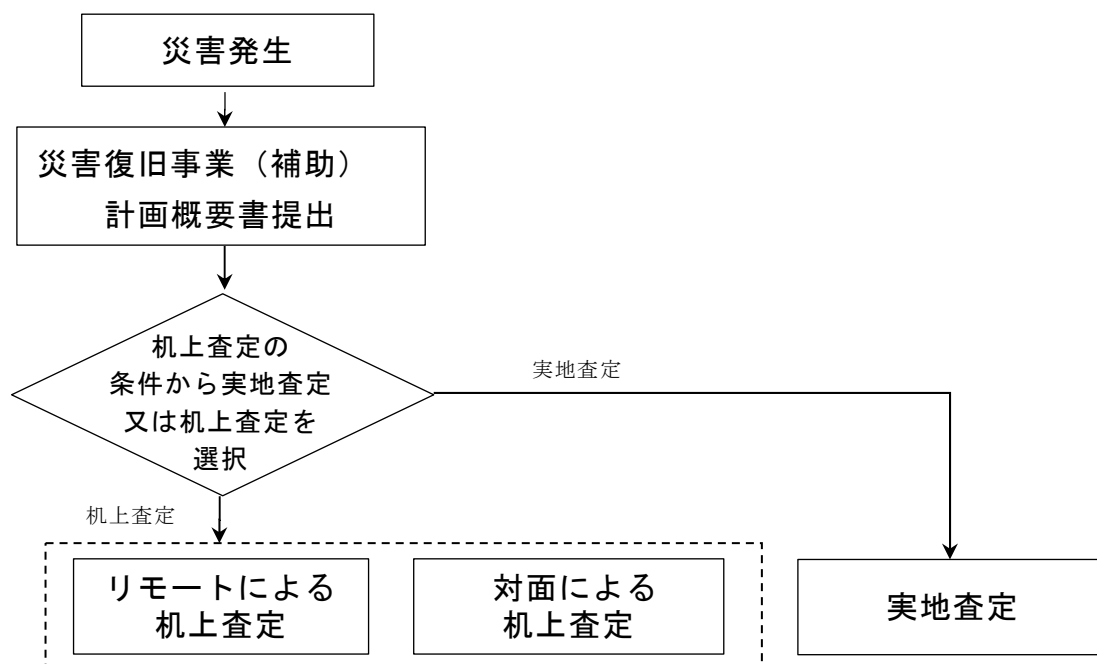 災害発生
災害復旧事業（補助）
計画概要書提出
机上査定の
条件から実地査定
又は机上査定を
選択
実地査定
机上査定
リモートによる
机上査定
対面による
机上査定
実地査定